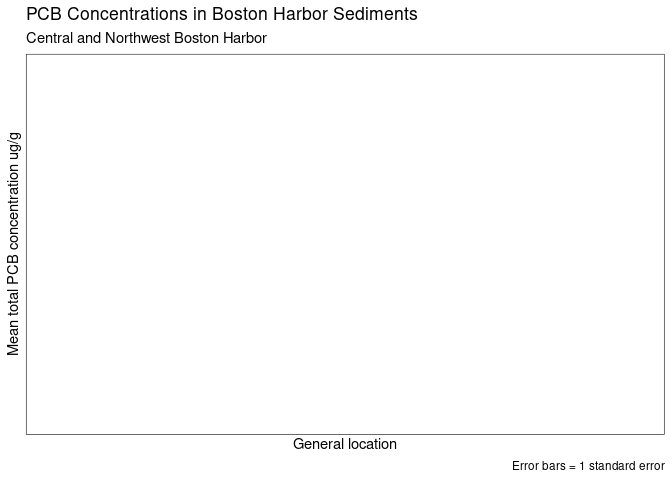 PCB Concentrations in Boston Harbor Sediments
Central and Northwest Boston Harbor
Mean total PCB concentration ug/g
General location
Error bars = 1 standard error